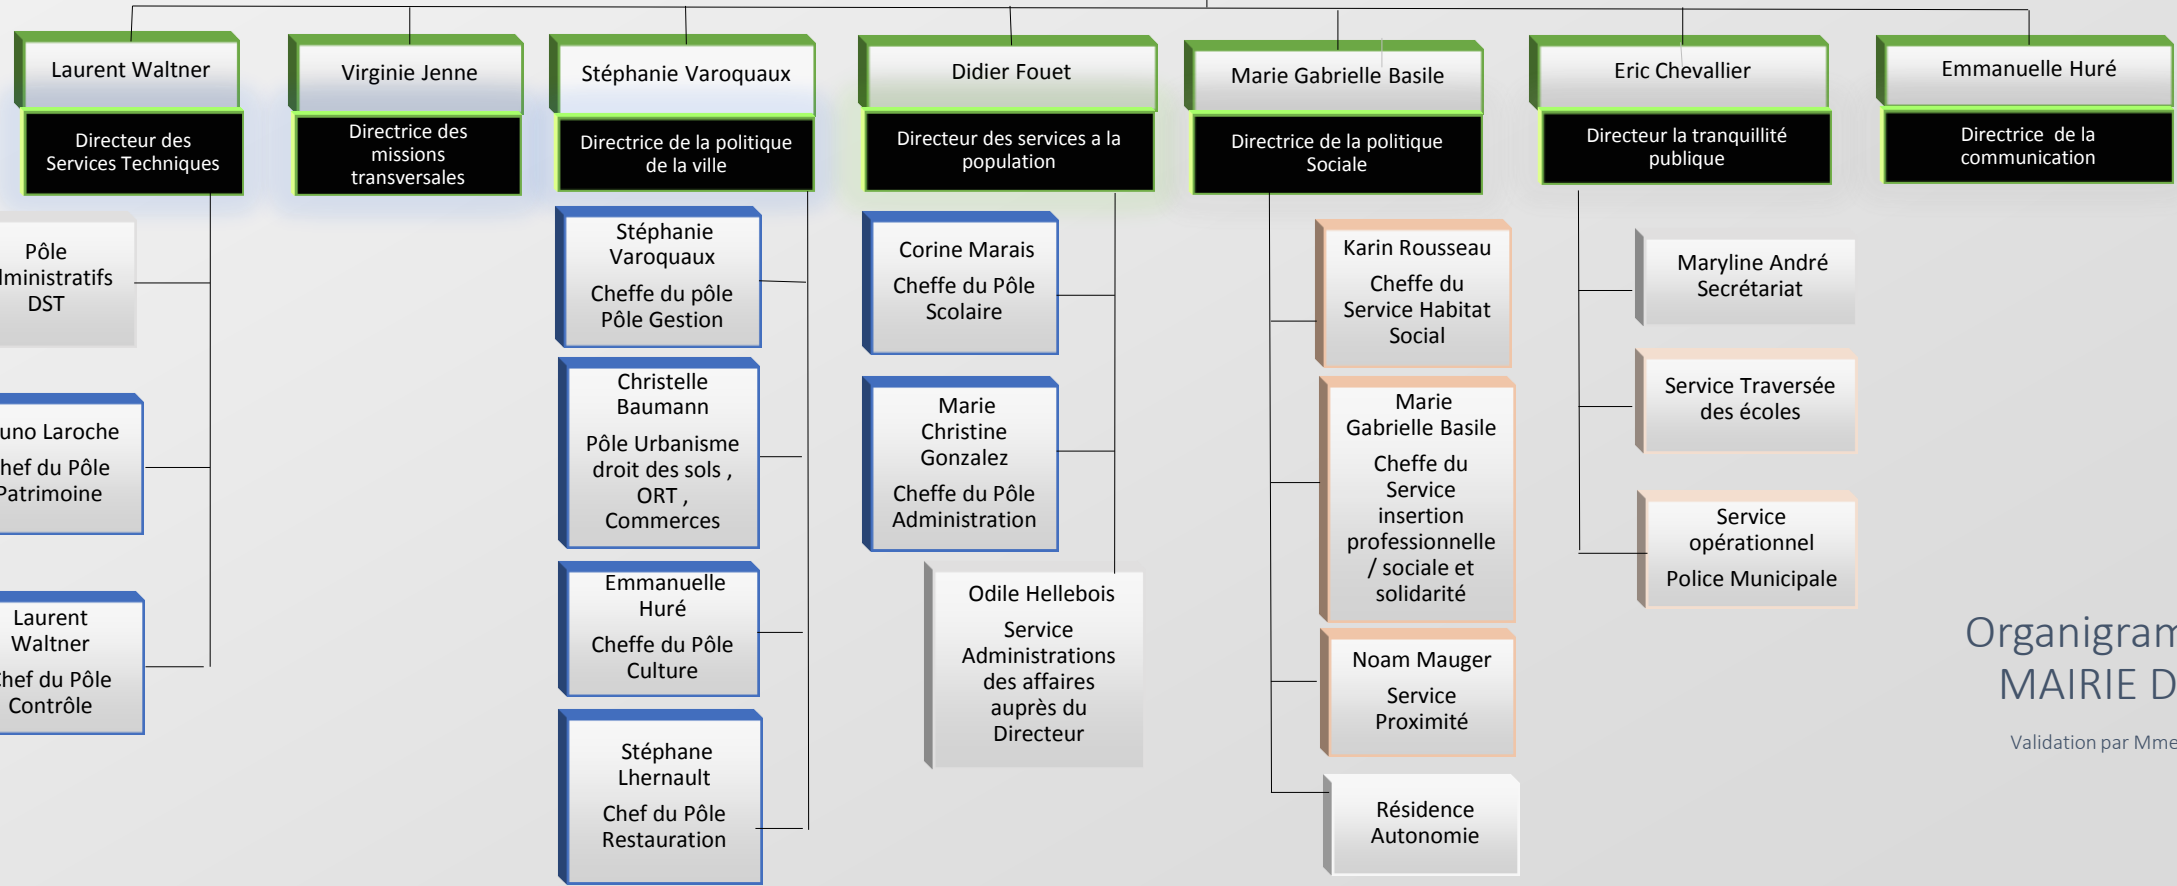 Laurent Waltner
Directeur des
Services Techniques
Pôle
DST
Laroche
du Pôle
Patrimoine
Laurent
Waltner
du Pôle
Contrôle
Virginie Jenne
Directrice des
missions
transversales
Stéphanie Varoquaux
Directrice de la politique
de la ville
Stéphanie
Varoquaux
Cheffe du pôle
Pôle Gestion
Christelle
Baumann
Pôle Urbanisme
droit des sols ,
ORT ,
Commerces
Emmanuelle
Huré
Cheffe du Pôle
Culture
Stéphane
Lhernault
Chef du Pôle
Restauration
Didier Fouet
Directeur des services a la
population
Corine Marais
Cheffe du Pôle
Scolaire
Marie
Christine
Gonzalez
Cheffe du Pôle
Administration
Odile Hellebois
Service
Administrations
des affaires
auprès du
Directeur
Marie Gabrielle Basile
Directrice de la politique
Sociale
Karin Rousseau
Cheffe du
Service Habitat
Social
Marie
Gabrielle Basile
Cheffe du
Service
insertion
professionnelle
/ sociale et
solidarité
Noam Mauger
Service
Proximité
Résidence
Autonomie
Eric Chevallier
Directeur la tranquillité
publique
Maryline André
Secrétariat
Service Traversée
des écoles
Service
opérationnel
Police Municipale
Emmanuelle Huré
Directrice de la
communication
MAIRIE
Validation par Mme